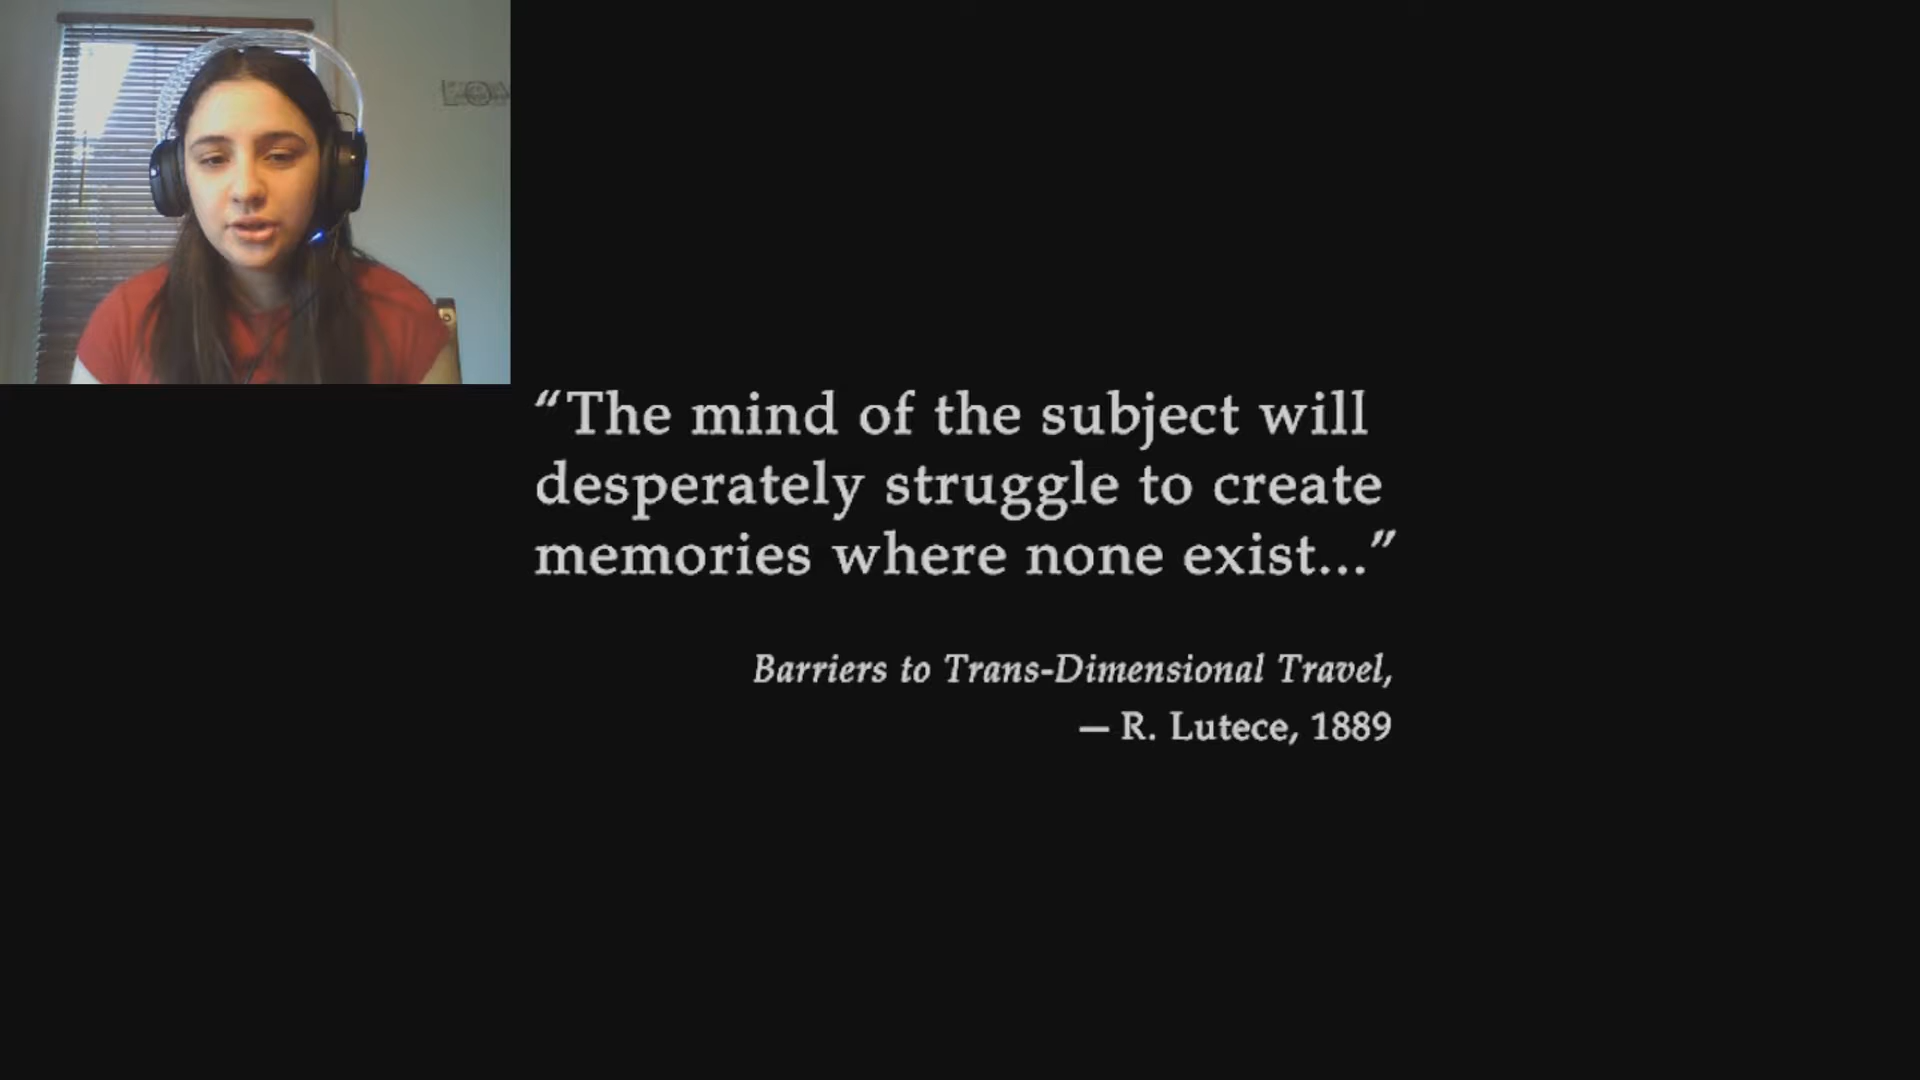 “The mind of the subject will
desperately struggle to create
memories where none exist...”
Barriers to Trans-Dimensional Travel,
— R. Lutece, 1889